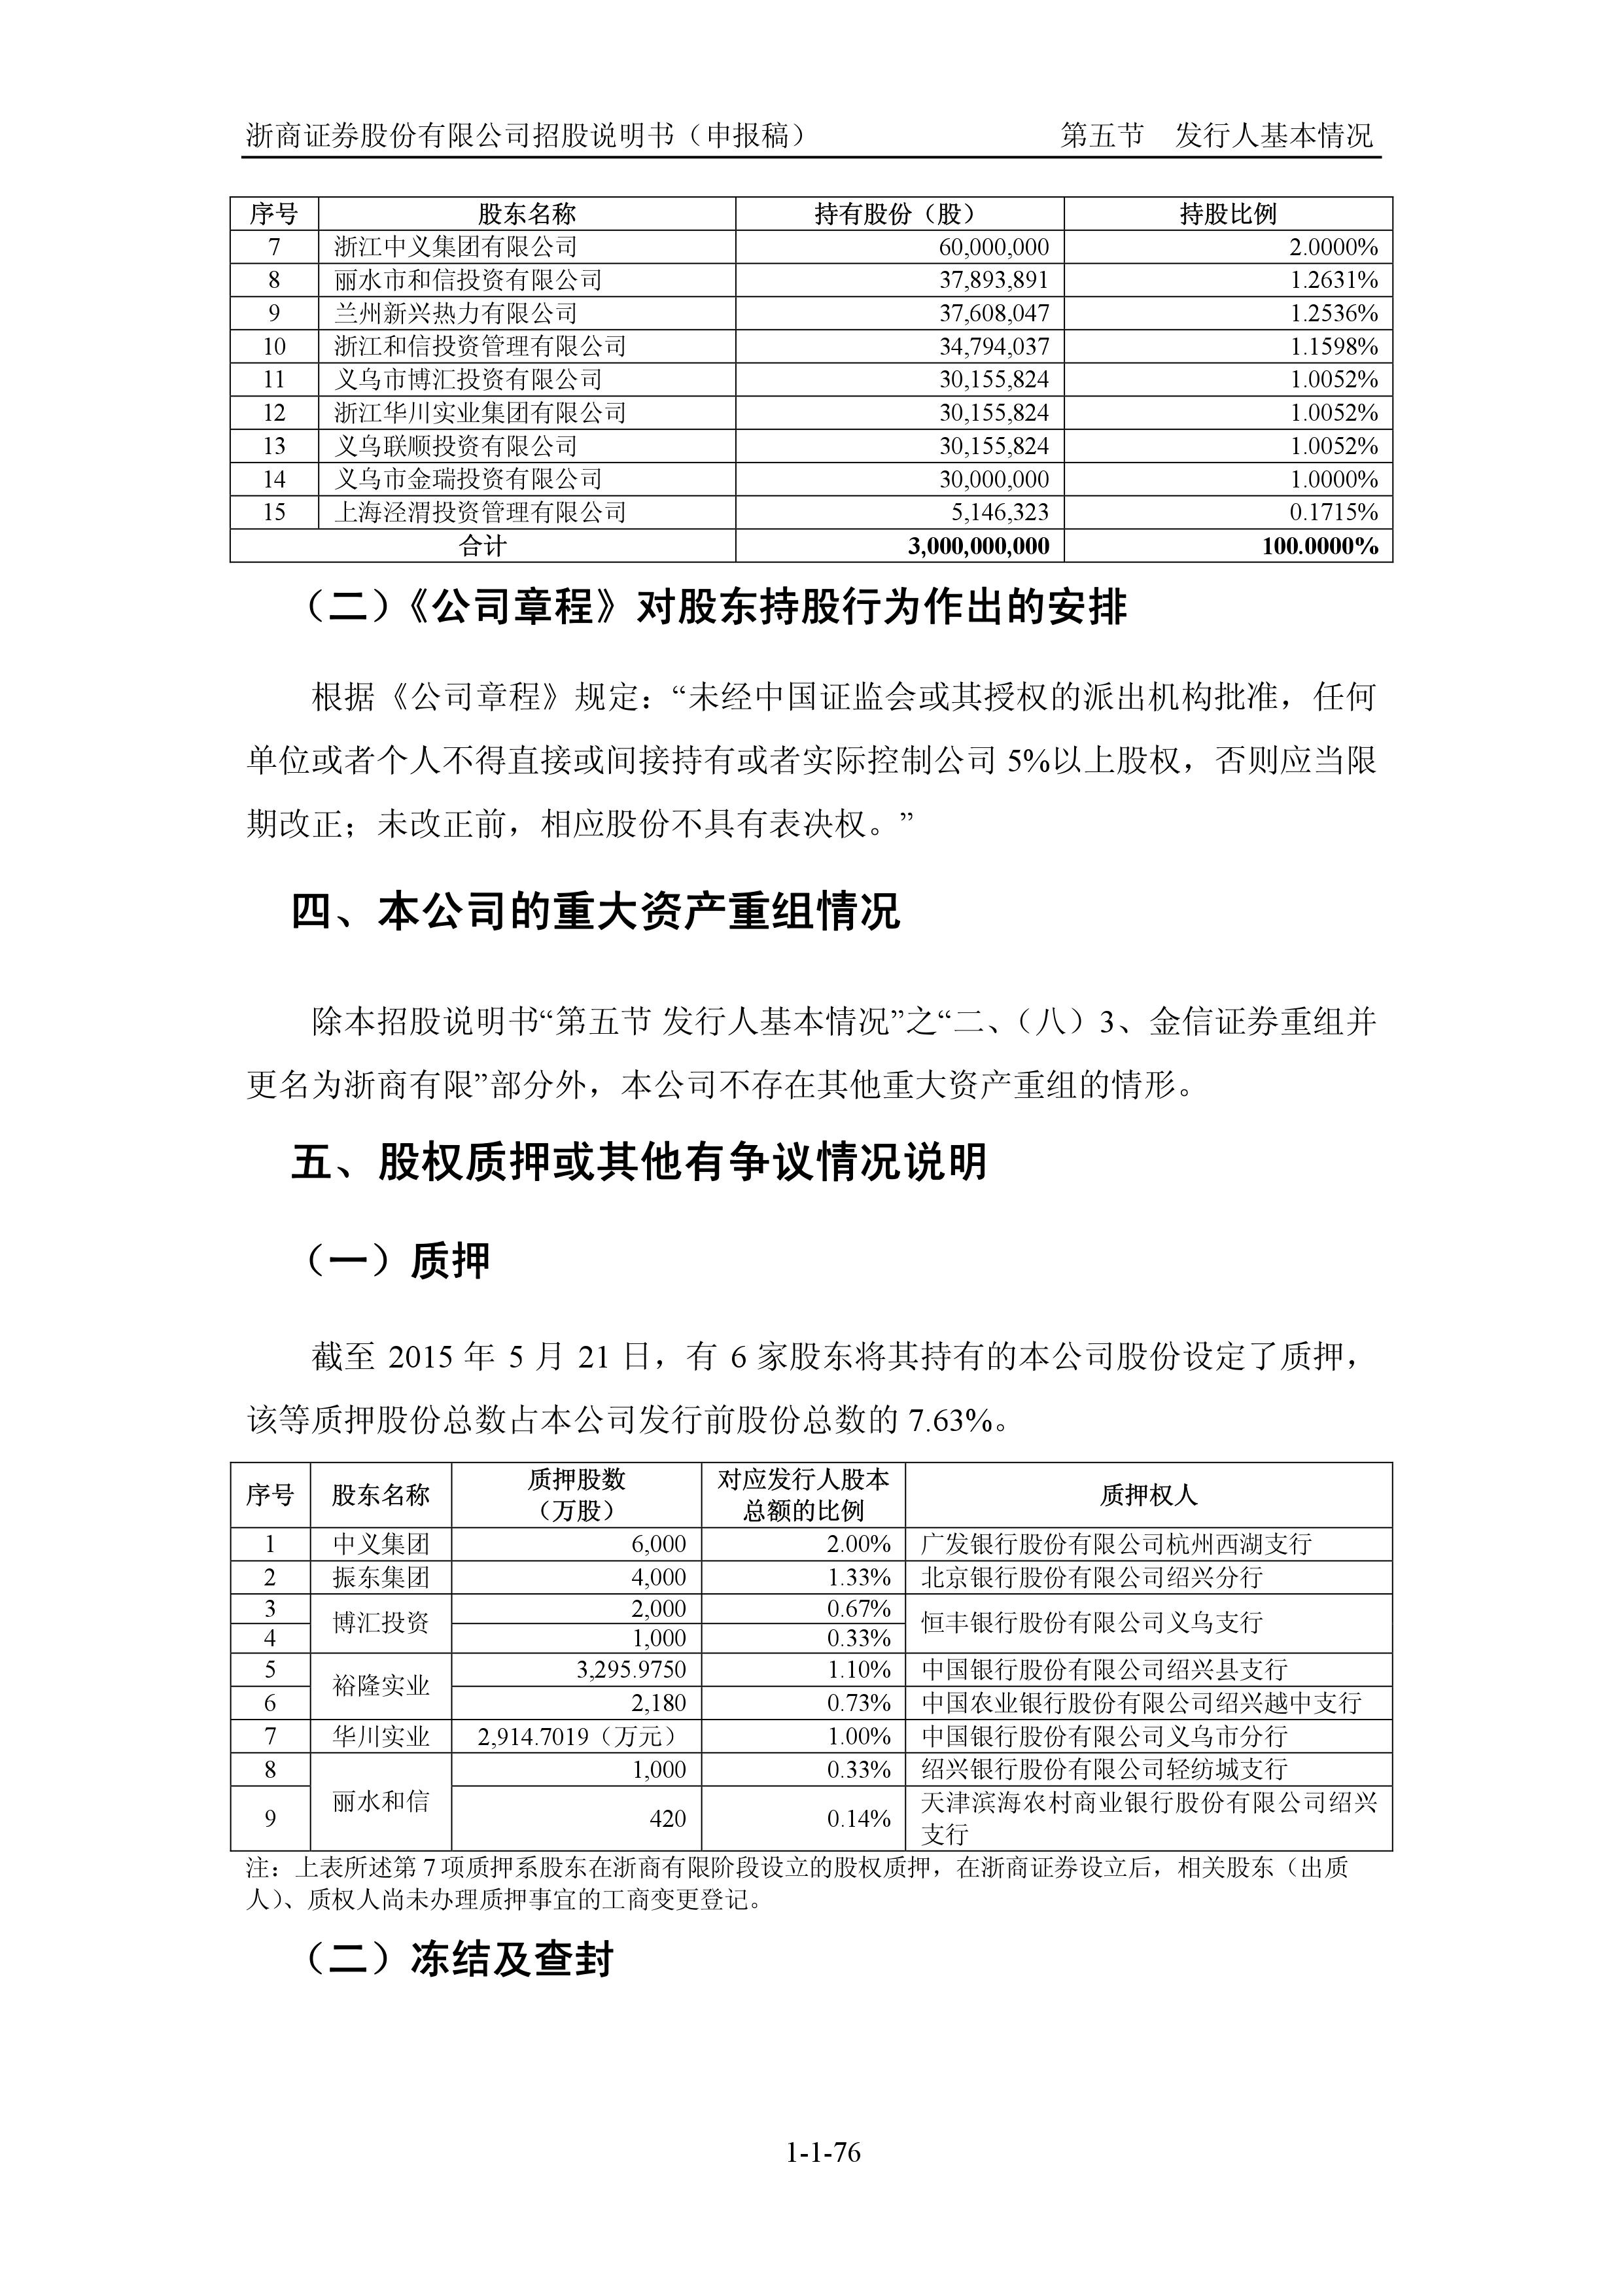 浙商证券股份有限公司招股说明书（申报稿） 第五节 发行人基本情况
序号 股东名称 持有股份（股） 持股比例
7 浙江中义集团有限公司 60,000,000 2.0000%
8 丽水市和信投资有限公司 37,893,891 1.2631%
9 兰州新兴热力有限公司 37,608,047 1.2536%
10 浙江和信投资管理有限公司 34,794,037 1.1598%
11 义乌市博汇投资有限公司 30,155,824 1.0052%
12 浙江华川实业集团有限公司 30,155,824 1.0052%
13 义乌联顺投资有限公司 30,155,824 1.0052%
14 义乌市金瑞投资有限公司 30,000,000 1.0000%
15 上海泾渭投资管理有限公司 5,146,323 0.1715%
合计 3,000,000,000 100.0000%
（二）《公司章程》对股东持股行为作出的安排
根据《公司章程》规定：“未经中国证监会或其授权的派出机构批准，任何
单位或者个人不得直接或间接持有或者实际控制公司 5%以上股权，否则应当限
期改正；未改正前，相应股份不具有表决权。”
四、本公司的重大资产重组情况
除本招股说明书“第五节 发行人基本情况”之“二、（八）3、金信证券重组并
更名为浙商有限”部分外，本公司不存在其他重大资产重组的情形。
五、股权质押或其他有争议情况说明
（一）质押
截至 2015 年 5 月 21 日，有 6 家股东将其持有的本公司股份设定了质押，
该等质押股份总数占本公司发行前股份总数的 7.63%。
序号 股东名称 质押股数 对应发行人股本 质押权人
（万股） 总额的比例
1 中义集团 6,000 2.00% 广发银行股份有限公司杭州西湖支行
2 振东集团 4,000 1.33% 北京银行股份有限公司绍兴分行
3 博汇投资 2,000 0.67% 恒丰银行股份有限公司义乌支行
4 1,000 0.33%
5 裕隆实业 3,295.9750 1.10% 中国银行股份有限公司绍兴县支行
6 2,180 0.73% 中国农业银行股份有限公司绍兴越中支行
7 华川实业 2,914.7019（万元） 1.00% 中国银行股份有限公司义乌市分行
8 丽水和信 1,000 0.33% 绍兴银行股份有限公司轻纺城支行
9 420 0.14% 天津滨海农村商业银行股份有限公司绍兴
支行
注：上表所述第 7 项质押系股东在浙商有限阶段设立的股权质押，在浙商证券设立后，相关股东（出质
人）、质权人尚未办理质押事宜的工商变更登记。
（二）冻结及查封
1-1-76